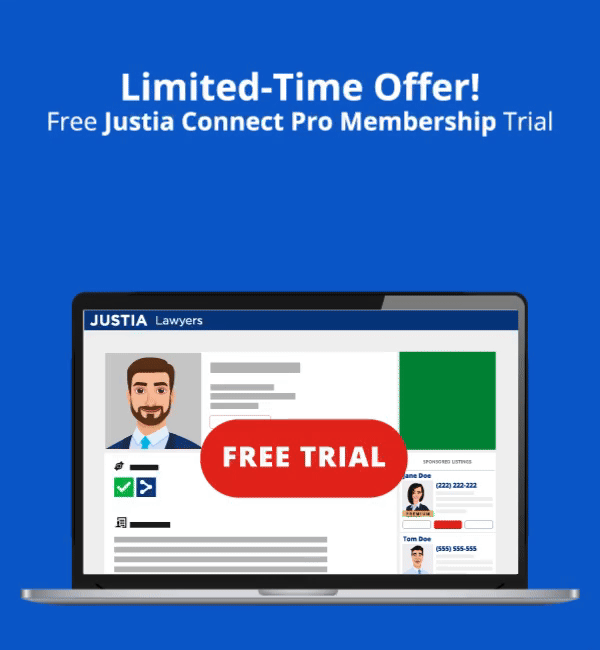 Limited-Time Offer!
Free Justia Connect Pro Membership Trial
JUSTIA Lawyers
FREE TRIAL
SPONSORED LISTINGS
Jane Doe
(222) 222-222
PREMIUM
Tom Doe
(555) 555-555